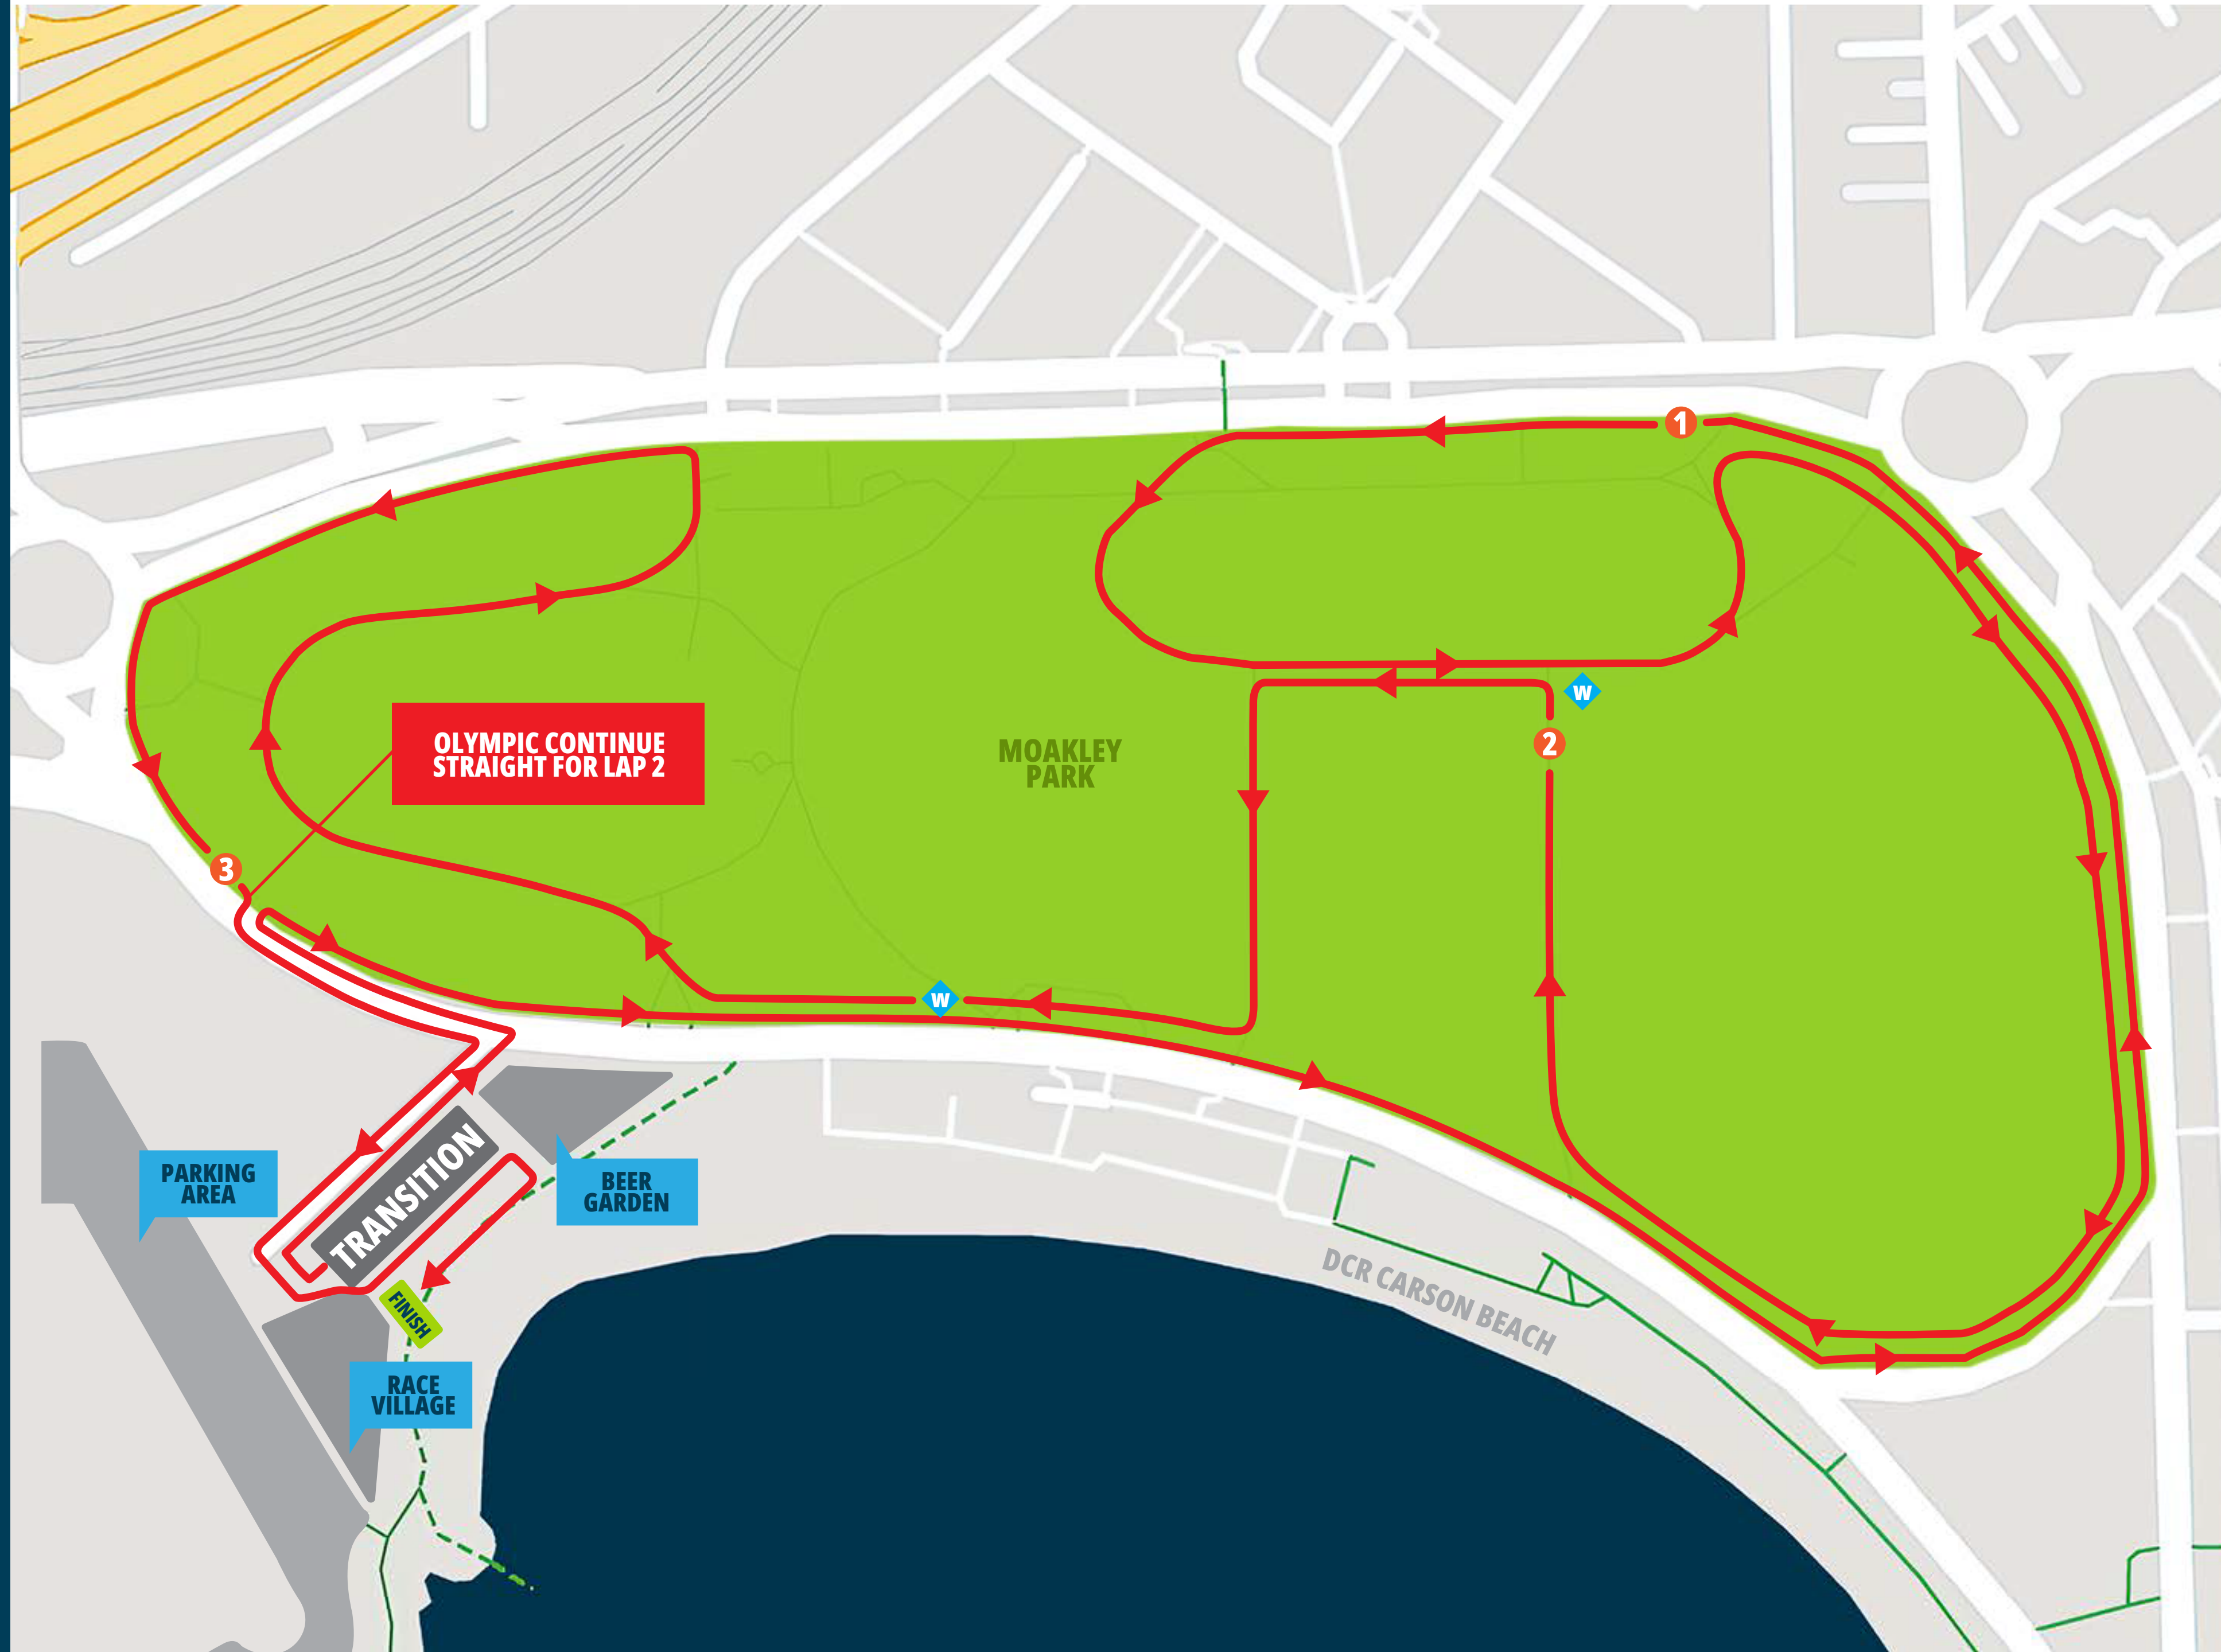 1
W
2
OLYMPIC CONTINUE
STRAIGHT FOR LAP 2
MOAKLEY
PARK
3
W
TRANSITION
PARKING
AREA
BEER
GARDEN
DCR CARSON BEACH
FINISH
RACE
VILLAGE